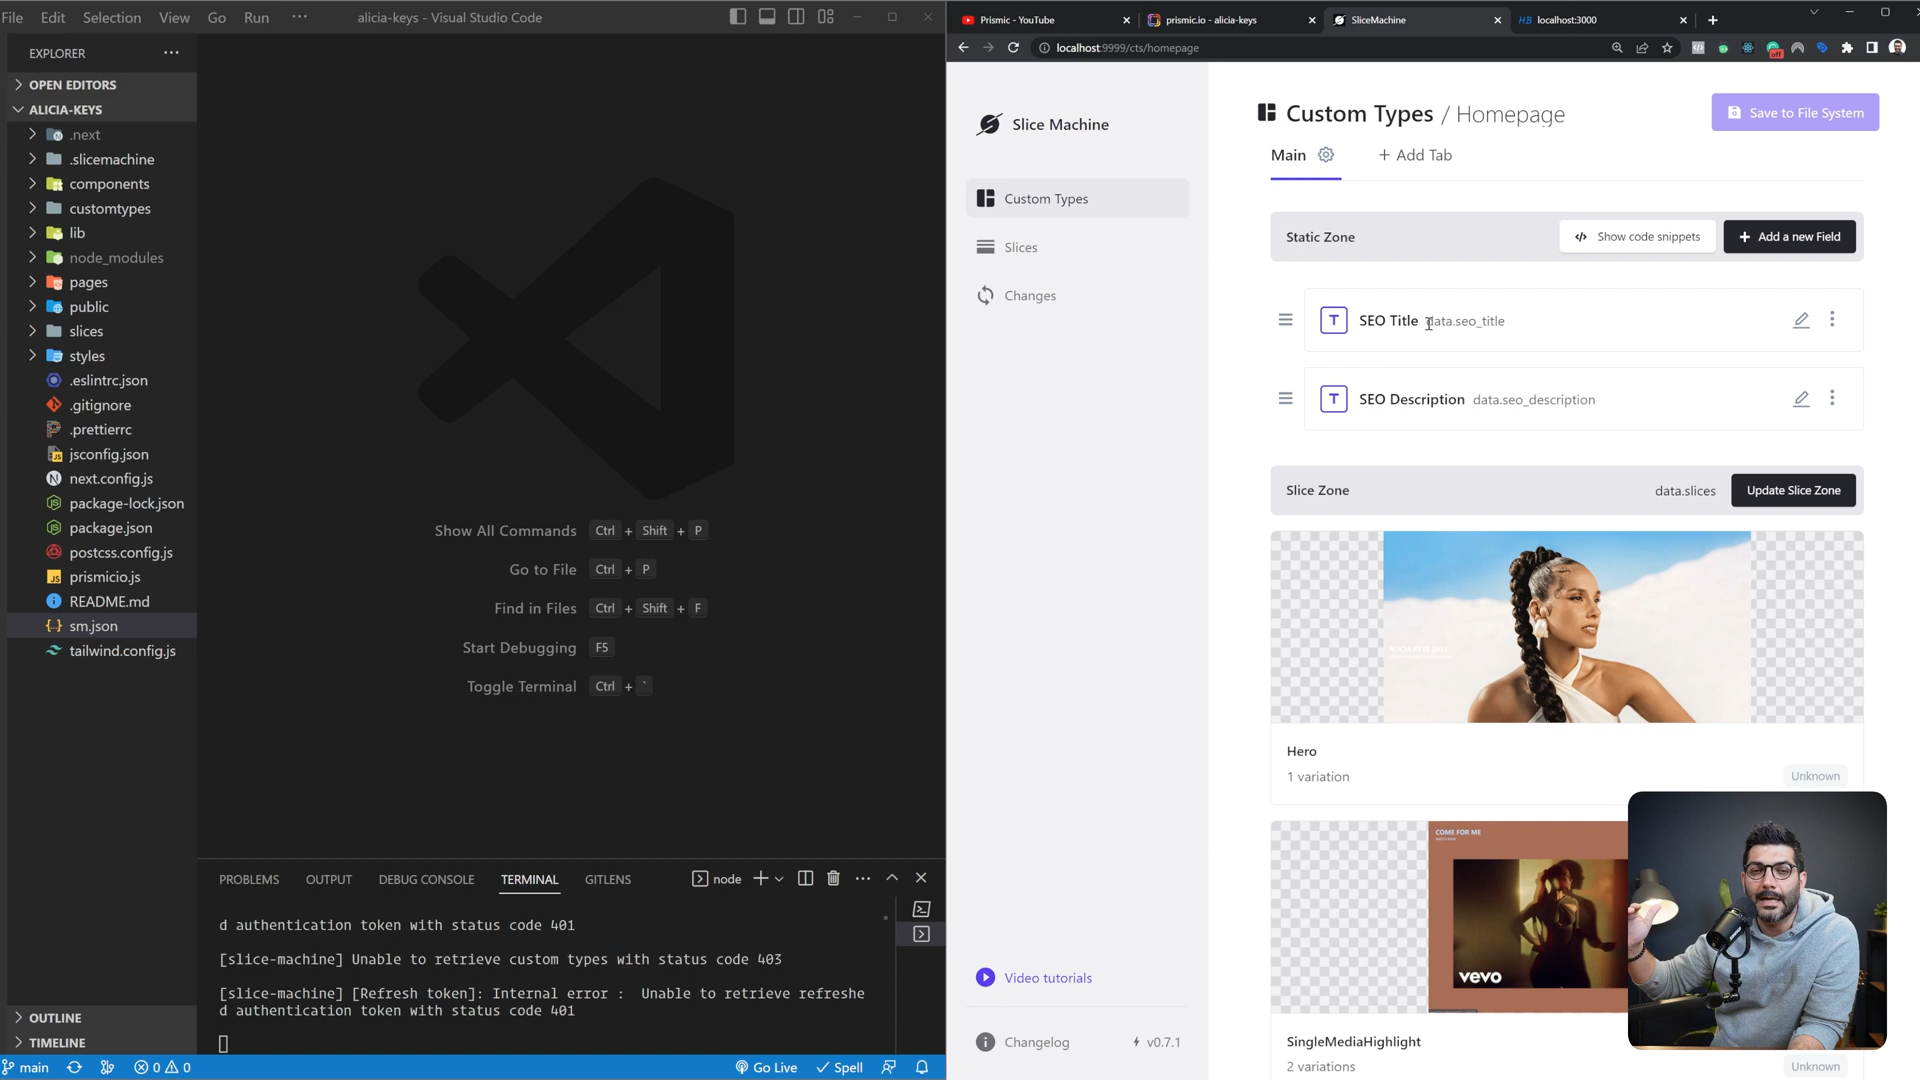 File Edit Selection View Go Run ··· alicia-keys - Visual Studio Code
EXPLORER ···
OPEN EDITORS
ALICIA-KEYS
.next
.slicemachine
components
customtypes
lib
node_modules
pages
public
slices
styles
.eslintrc.json
.gitignore
.prettierrc
jsconfig.json
next.config.js
package-lock.json
package.json
postcss.config.js
prismicio.js
README.md
sm.json
tailwind.config.js
OUTLINE
TIMELINE
Show All Commands Ctrl + Shift + P
Go to File Ctrl + P
Find in Files Ctrl + Shift + F
Start Debugging F5
Toggle Terminal Ctrl + `
PROBLEMS OUTPUT DEBUG CONSOLE TERMINAL GITLENS node
d authentication token with status code 401
[slice-machine] Unable to retrieve custom types with status code 403
[slice-machine] [Refresh token]: Internal error :  Unable to retrieve refreshe
d authentication token with status code 401
main 0 0 Go Live Spell
Prismic - YouTube prismic.io - alicia-keys SliceMachine HB localhost:3000
localhost:9999/cts/homepage off
Slice Machine
Custom Types
Slices
Changes
Video tutorials
Changelog v0.7.1
Custom Types / Homepage Save to File System
Main + Add Tab
Static Zone </> Show code snippets + Add a new Field
T SEO Title data.seo_title
T SEO Description data.seo_description
Slice Zone data.slices Update Slice Zone
ALICIA KEYS 2022
Hero
1 variation Unknown
COME FOR ME
vevo
SingleMediaHighlight
2 variations Unknown